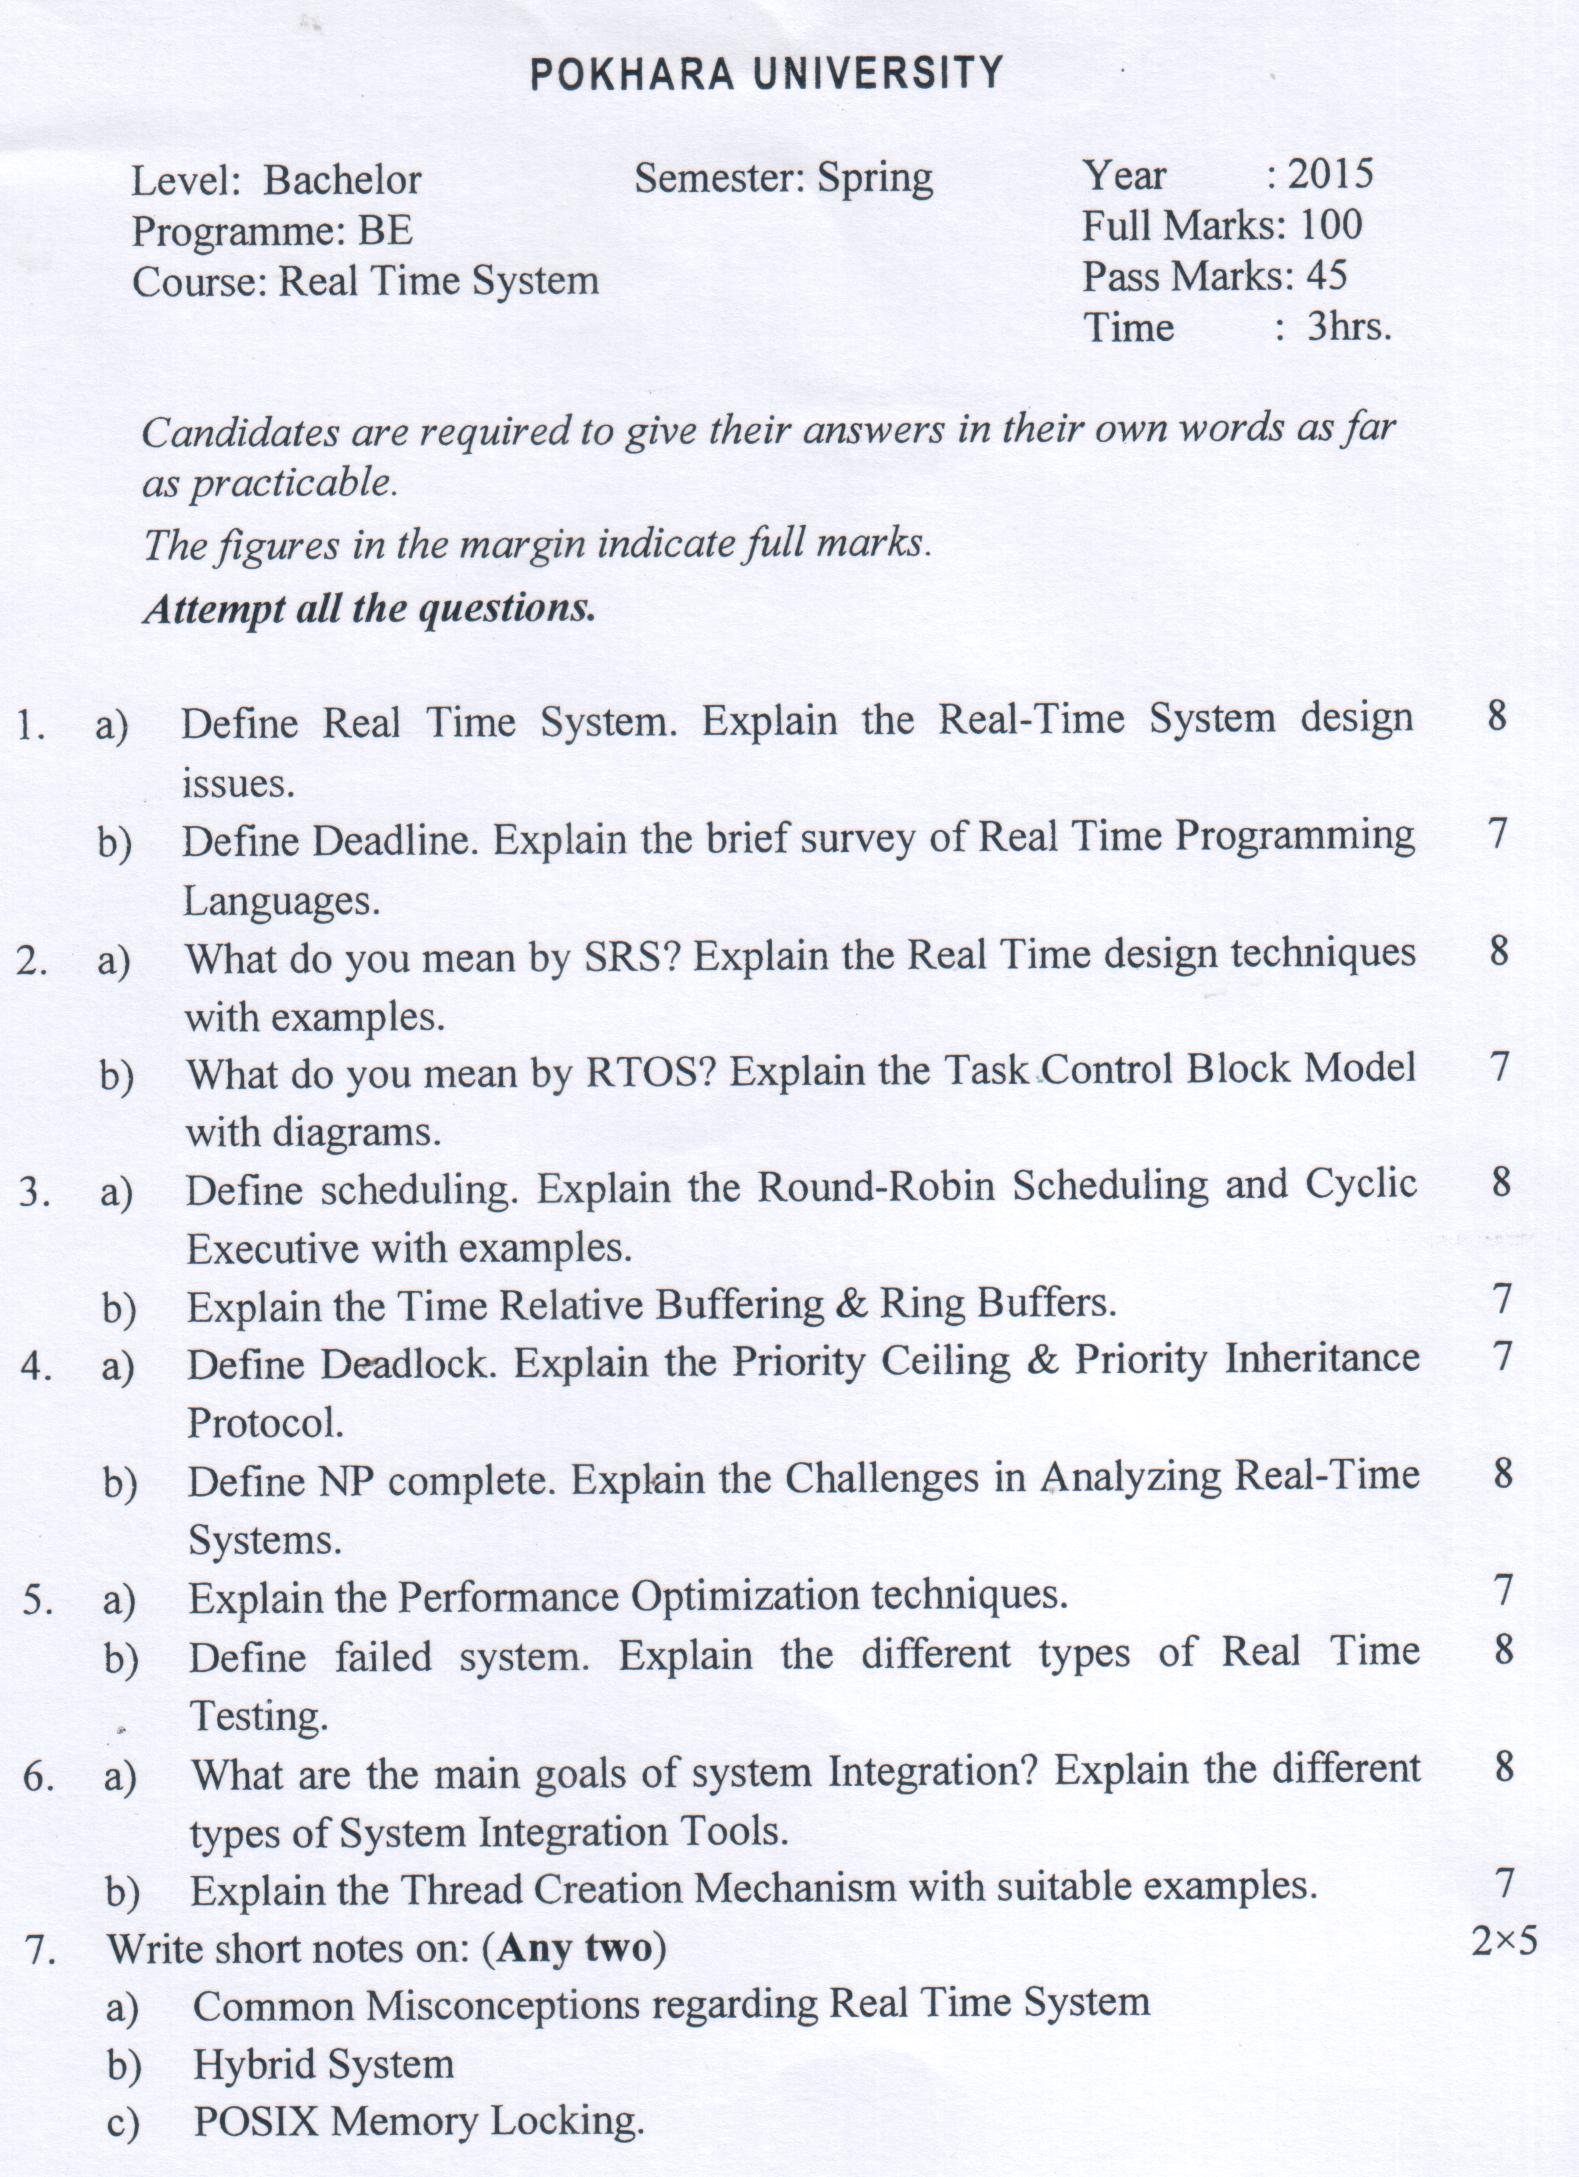 POKHARA UNIVERSITY
Level: Bachelor Semester: Spring Year : 2015
Programme: BE Full Marks: 100
Course: Real Time System Pass Marks: 45
Time : 3hrs.
Candidates are required to give their answers in their own words as far
as practicable.
The figures in the margin indicate full marks.
Attempt all the questions.
1. a) Define Real Time System. Explain the Real-Time System design 8
issues.
b) Define Deadline. Explain the brief survey of Real Time Programming 7
Languages.
2. a) What do you mean by SRS? Explain the Real Time design techniques 8
with examples.
b) What do you mean by RTOS? Explain the Task Control Block Model 7
with diagrams.
3. a) Define scheduling. Explain the Round-Robin Scheduling and Cyclic 8
Executive with examples.
b) Explain the Time Relative Buffering & Ring Buffers. 7
4. a) Define Deadlock. Explain the Priority Ceiling & Priority Inheritance 7
Protocol.
b) Define NP complete. Explain the Challenges in Analyzing Real-Time 8
Systems.
5. a) Explain the Performance Optimization techniques. 7
b) Define failed system. Explain the different types of Real Time 8
Testing.
6. a) What are the main goals of system Integration? Explain the different 8
types of System Integration Tools.
b) Explain the Thread Creation Mechanism with suitable examples. 7
7. Write short notes on: (Any two) 2×5
a) Common Misconceptions regarding Real Time System
b) Hybrid System
c) POSIX Memory Locking.